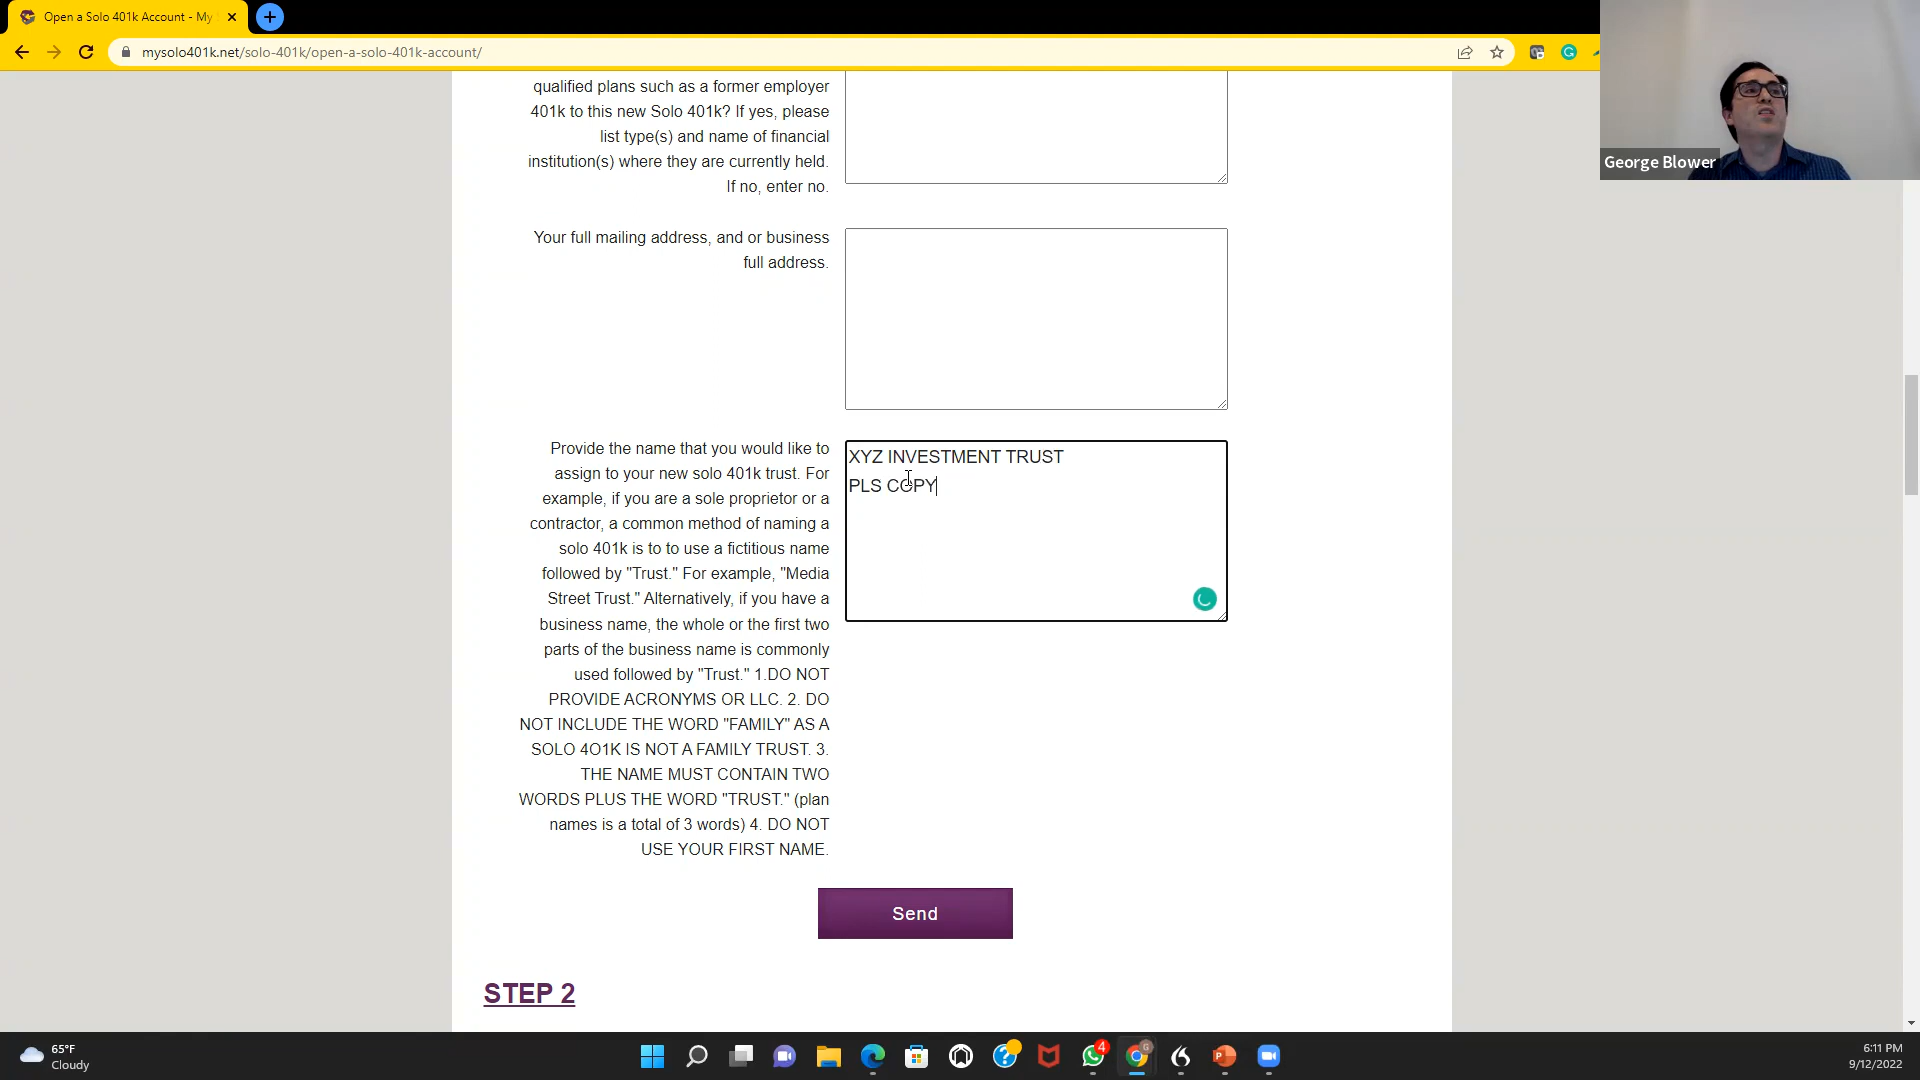 Open a Solo 401k Account - My
mysolo401k.net/solo-401k/open-a-solo-401k-account/
George Blower
qualified plans such as a former employer
401k to this new Solo 401k? If yes, please
list type(s) and name of financial
institution(s) where they are currently held.
If no, enter no.
Your full mailing address, and or business
full address.
Provide the name that you would like to
assign to your new solo 401k trust. For
example, if you are a sole proprietor or a
contractor, a common method of naming a
solo 401k is to to use a fictitious name
followed by "Trust." For example, "Media
Street Trust." Alternatively, if you have a
business name, the whole or the first two
parts of the business name is commonly
used followed by "Trust." 1.DO NOT
PROVIDE ACRONYMS OR LLC. 2. DO
NOT INCLUDE THE WORD "FAMILY" AS A
SOLO 4O1K IS NOT A FAMILY TRUST. 3.
THE NAME MUST CONTAIN TWO
WORDS PLUS THE WORD "TRUST." (plan
names is a total of 3 words) 4. DO NOT
USE YOUR FIRST NAME.
XYZ INVESTMENT TRUST
PLS COPY
Send
STEP 2
65°F
Cloudy
4
6:11 PM
9/12/2022